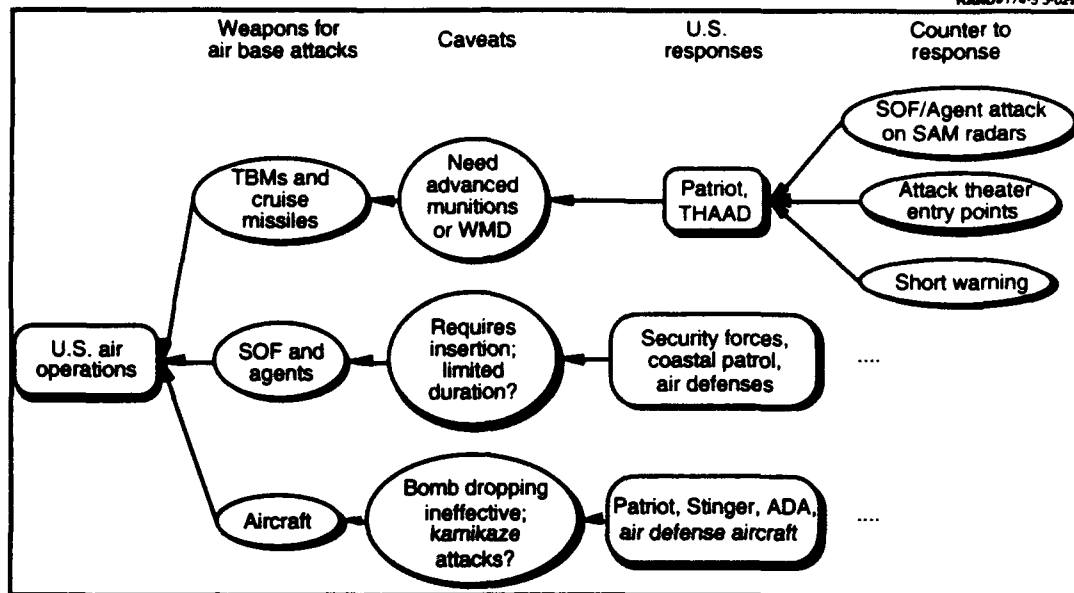 Weapons for
air base attacks
Caveats
U.S.
responses
Counter to
response
TBMs and
cruise
missiles
Need
advanced
munitions
or WMD
Patriot,
THAAD
SOF/Agent attack
on SAM radars
Attack theater
entry points
Short warning
U.S. air
operations
SOF and
agents
Requires
insertion;
limited
duration?
Security forces,
coastal patrol,
air defenses
....
Aircraft
Bomb dropping
ineffective;
kamikaze
attacks?
Patriot, Stinger, ADA,
air defense aircraft
....